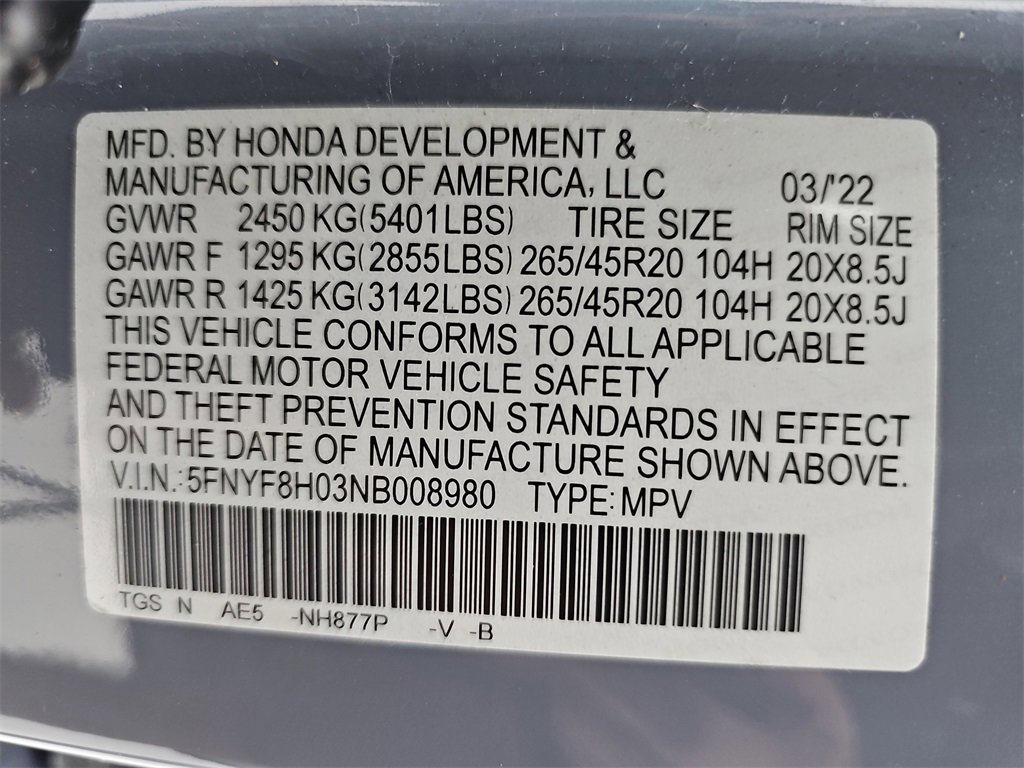 MFD. BY HONDA DEVELOPMENT &
MANUFACTURING OF AMERICA, LLC 03/'22
GVWR 2450 KG(5401LBS) TIRE SIZE RIM SIZE
GAWR F 1295 KG(2855LBS) 265/45R20 104H 20X8.5J
GAWR R 1425 KG(3142LBS) 265/45R20 104H 20X8.5J
THIS VEHICLE CONFORMS TO ALL APPLICABLE
FEDERAL MOTOR VEHICLE SAFETY
AND THEFT PREVENTION STANDARDS IN EFFECT
ON THE DATE OF MANUFACTURE SHOWN ABOVE.
V.I.N.:5FNYF8H03NB008980 TYPE:MPV
TGS N AE5 -NH877P -V -B